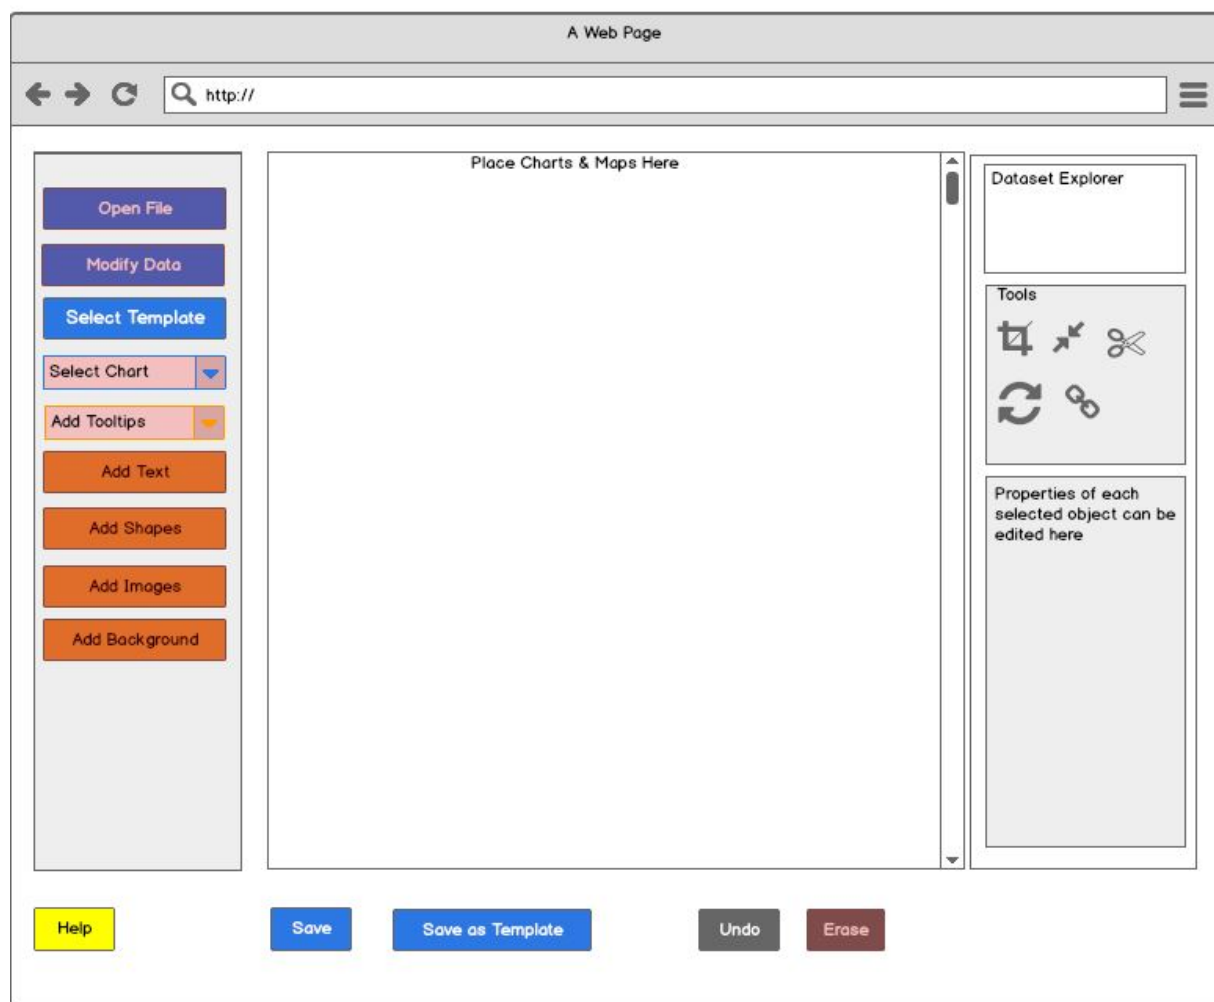 A Web Page
http://
Open File
Modify Data
Select Template
Select Chart
Add Tooltips
Add Text
Add Shapes
Add Images
Add Background
Place Charts & Maps Here
Dataset Explorer
Tools
Properties of each
selected object can be
edited here
Help
Save
Save as Template
Undo
Erase